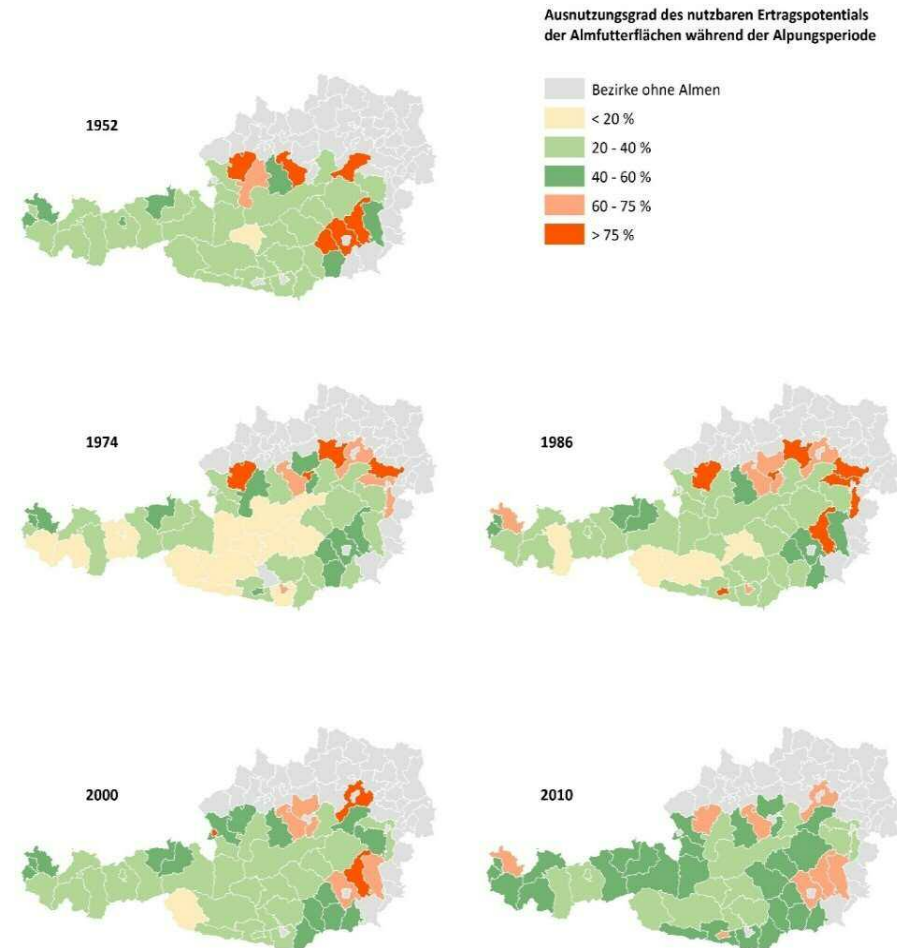 Ausnutzungsgrad des nutzbaren Ertragspotentials
der Almfutterflächen während der Alpungsperiode
Bezirke ohne Almen
< 20 %
20 - 40 %
40 - 60 %
60 - 75 %
> 75 %
1952
1974
1986
2000
2010